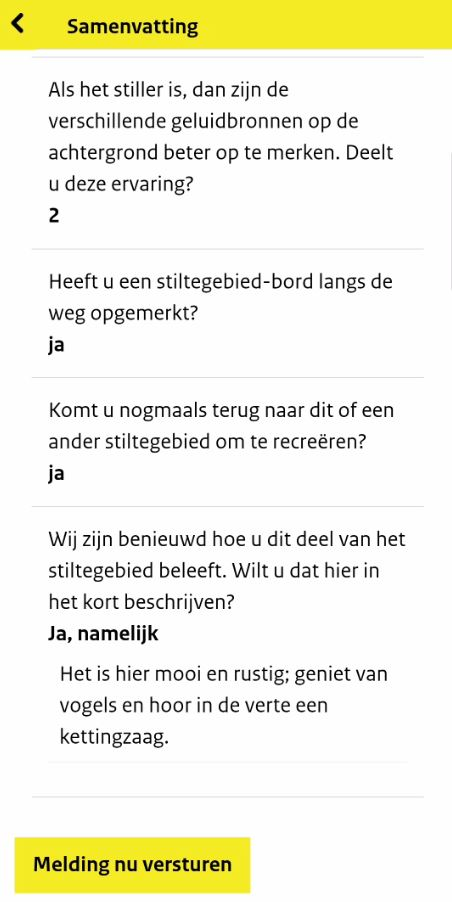 Samenvatting
Als het stiller is, dan zijn de
verschillende geluidbronnen op de
achtergrond beter op te merken. Deelt
u deze ervaring?
2
Heeft u een stiltegebied-bord langs de
weg opgemerkt?
ja
Komt u nogmaals terug naar dit of een
ander stiltegebied om te recreëren?
ja
Wij zijn benieuwd hoe u dit deel van het
stiltegebied beleeft. Wilt u dat hier in
het kort beschrijven?
Ja, namelijk
Het is hier mooi en rustig; geniet van
vogels en hoor in de verte een
kettingzaag.
Melding nu versturen